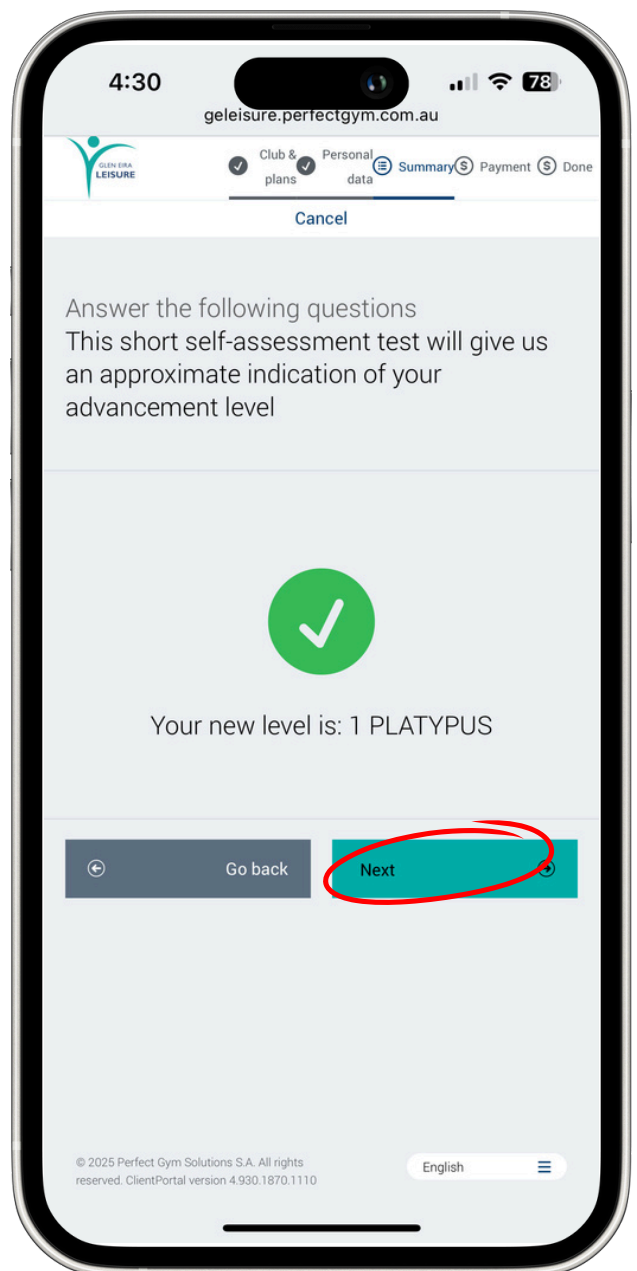 4:30
78
geleisure.perfectgym.com.au
GLEN EIRA
LEISURE
Club &
plans
Personal
data
Summary
Payment
Done
Cancel
Answer the following questions
This short self-assessment test will give us
an approximate indication of your
advancement level
Your new level is: 1 PLATYPUS
Go back
Next
© 2025 Perfect Gym Solutions S.A. All rights
reserved. ClientPortal version 4.930.1870.1110
English